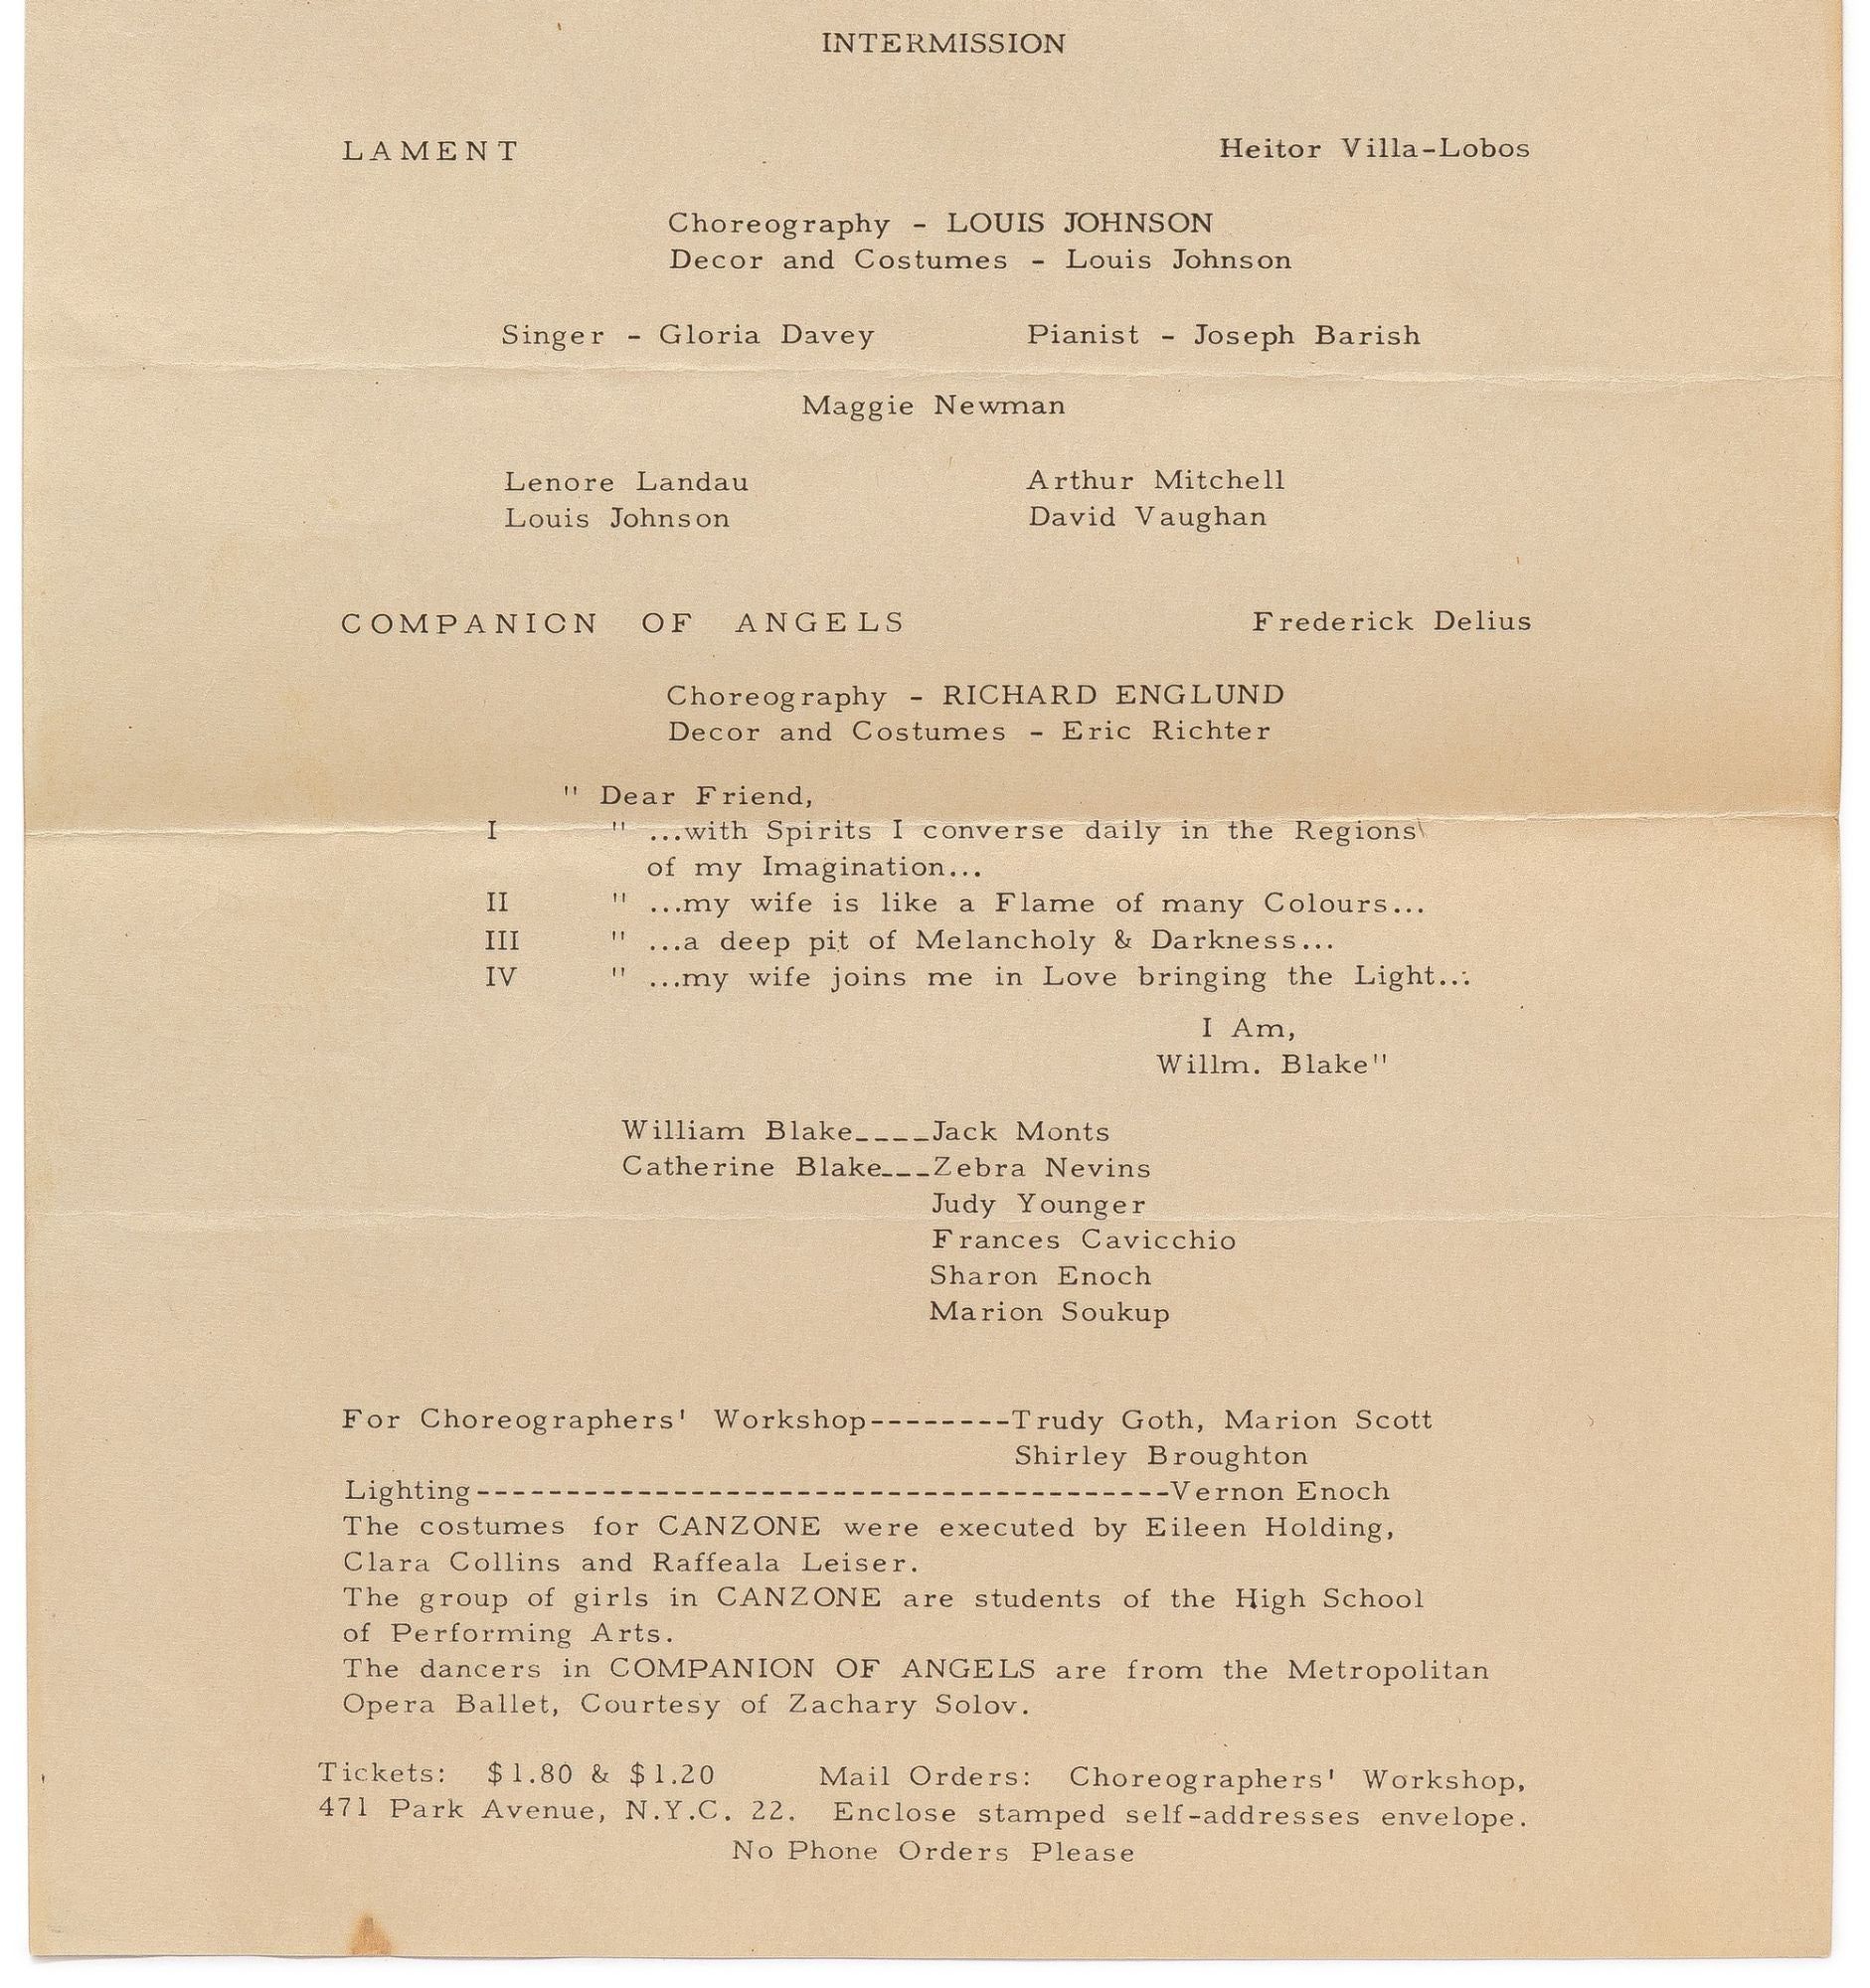 INTERMISSION
LAMENT Heitor Villa-Lobos
Choreography - LOUIS JOHNSON
Decor and Costumes - Louis Johnson
Singer - Gloria Davey Pianist - Joseph Barish
Maggie Newman
Lenore Landau Arthur Mitchell
Louis Johnson David Vaughan
COMPANION OF ANGELS Frederick Delius
Choreography - RICHARD ENGLUND
Decor and Costumes - Eric Richter
" Dear Friend,
I " ...with Spirits I converse daily in the Regions
of my Imagination...
II " ...my wife is like a Flame of many Colours...
III " ...a deep pit of Melancholy & Darkness...
IV " ...my wife joins me in Love bringing the Light...
I Am,
Willm. Blake"
William Blake____Jack Monts
Catherine Blake___Zebra Nevins
Judy Younger
Frances Cavicchio
Sharon Enoch
Marion Soukup
For Choreographers' Workshop--------Trudy Goth, Marion Scott
Shirley Broughton
Lighting---------------------------------------Vernon Enoch
The costumes for CANZONE were executed by Eileen Holding,
Clara Collins and Raffeala Leiser.
The group of girls in CANZONE are students of the High School
of Performing Arts.
The dancers in COMPANION OF ANGELS are from the Metropolitan
Opera Ballet, Courtesy of Zachary Solov.
Tickets: $1.80 & $1.20 Mail Orders: Choreographers' Workshop,
471 Park Avenue, N.Y.C. 22. Enclose stamped self-addresses envelope.
No Phone Orders Please